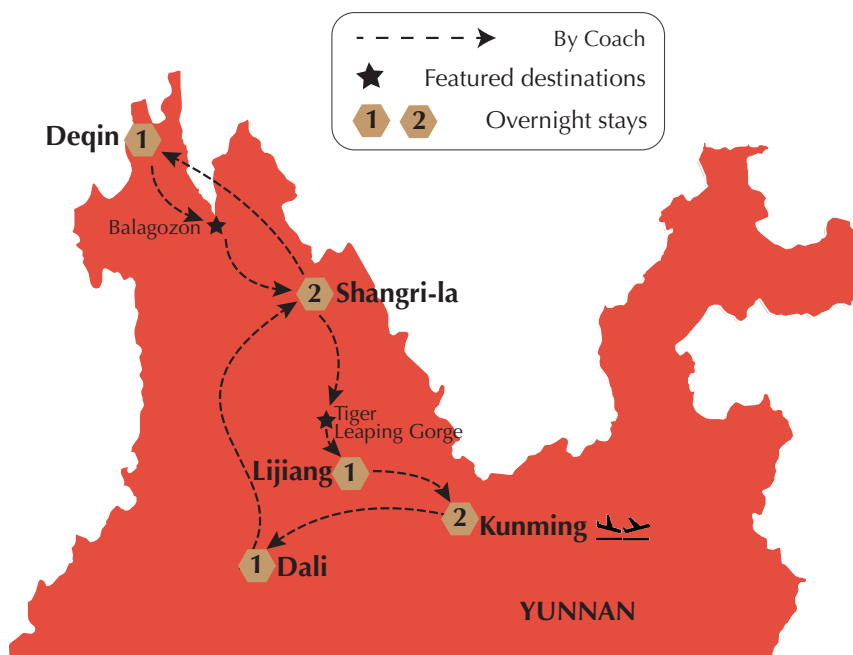 By Coach
Featured destinations
1 2 Overnight stays
Deqin 1
Balagozon
2 Shangri-la
Tiger
Leaping Gorge
Lijiang 1
2 Kunming
1 Dali
YUNNAN